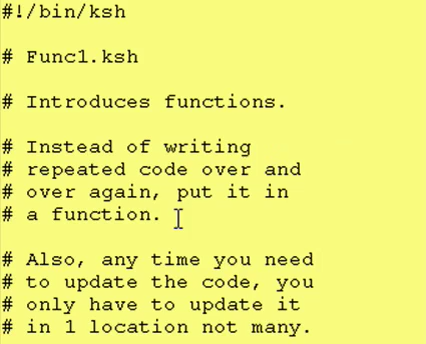 #!/bin/ksh
# Func1.ksh
# Introduces functions.
# Instead of writing
# repeated code over and
# over again, put it in
# a function.
# Also, any time you need
# to update the code, you
# only have to update it
# in 1 location not many.